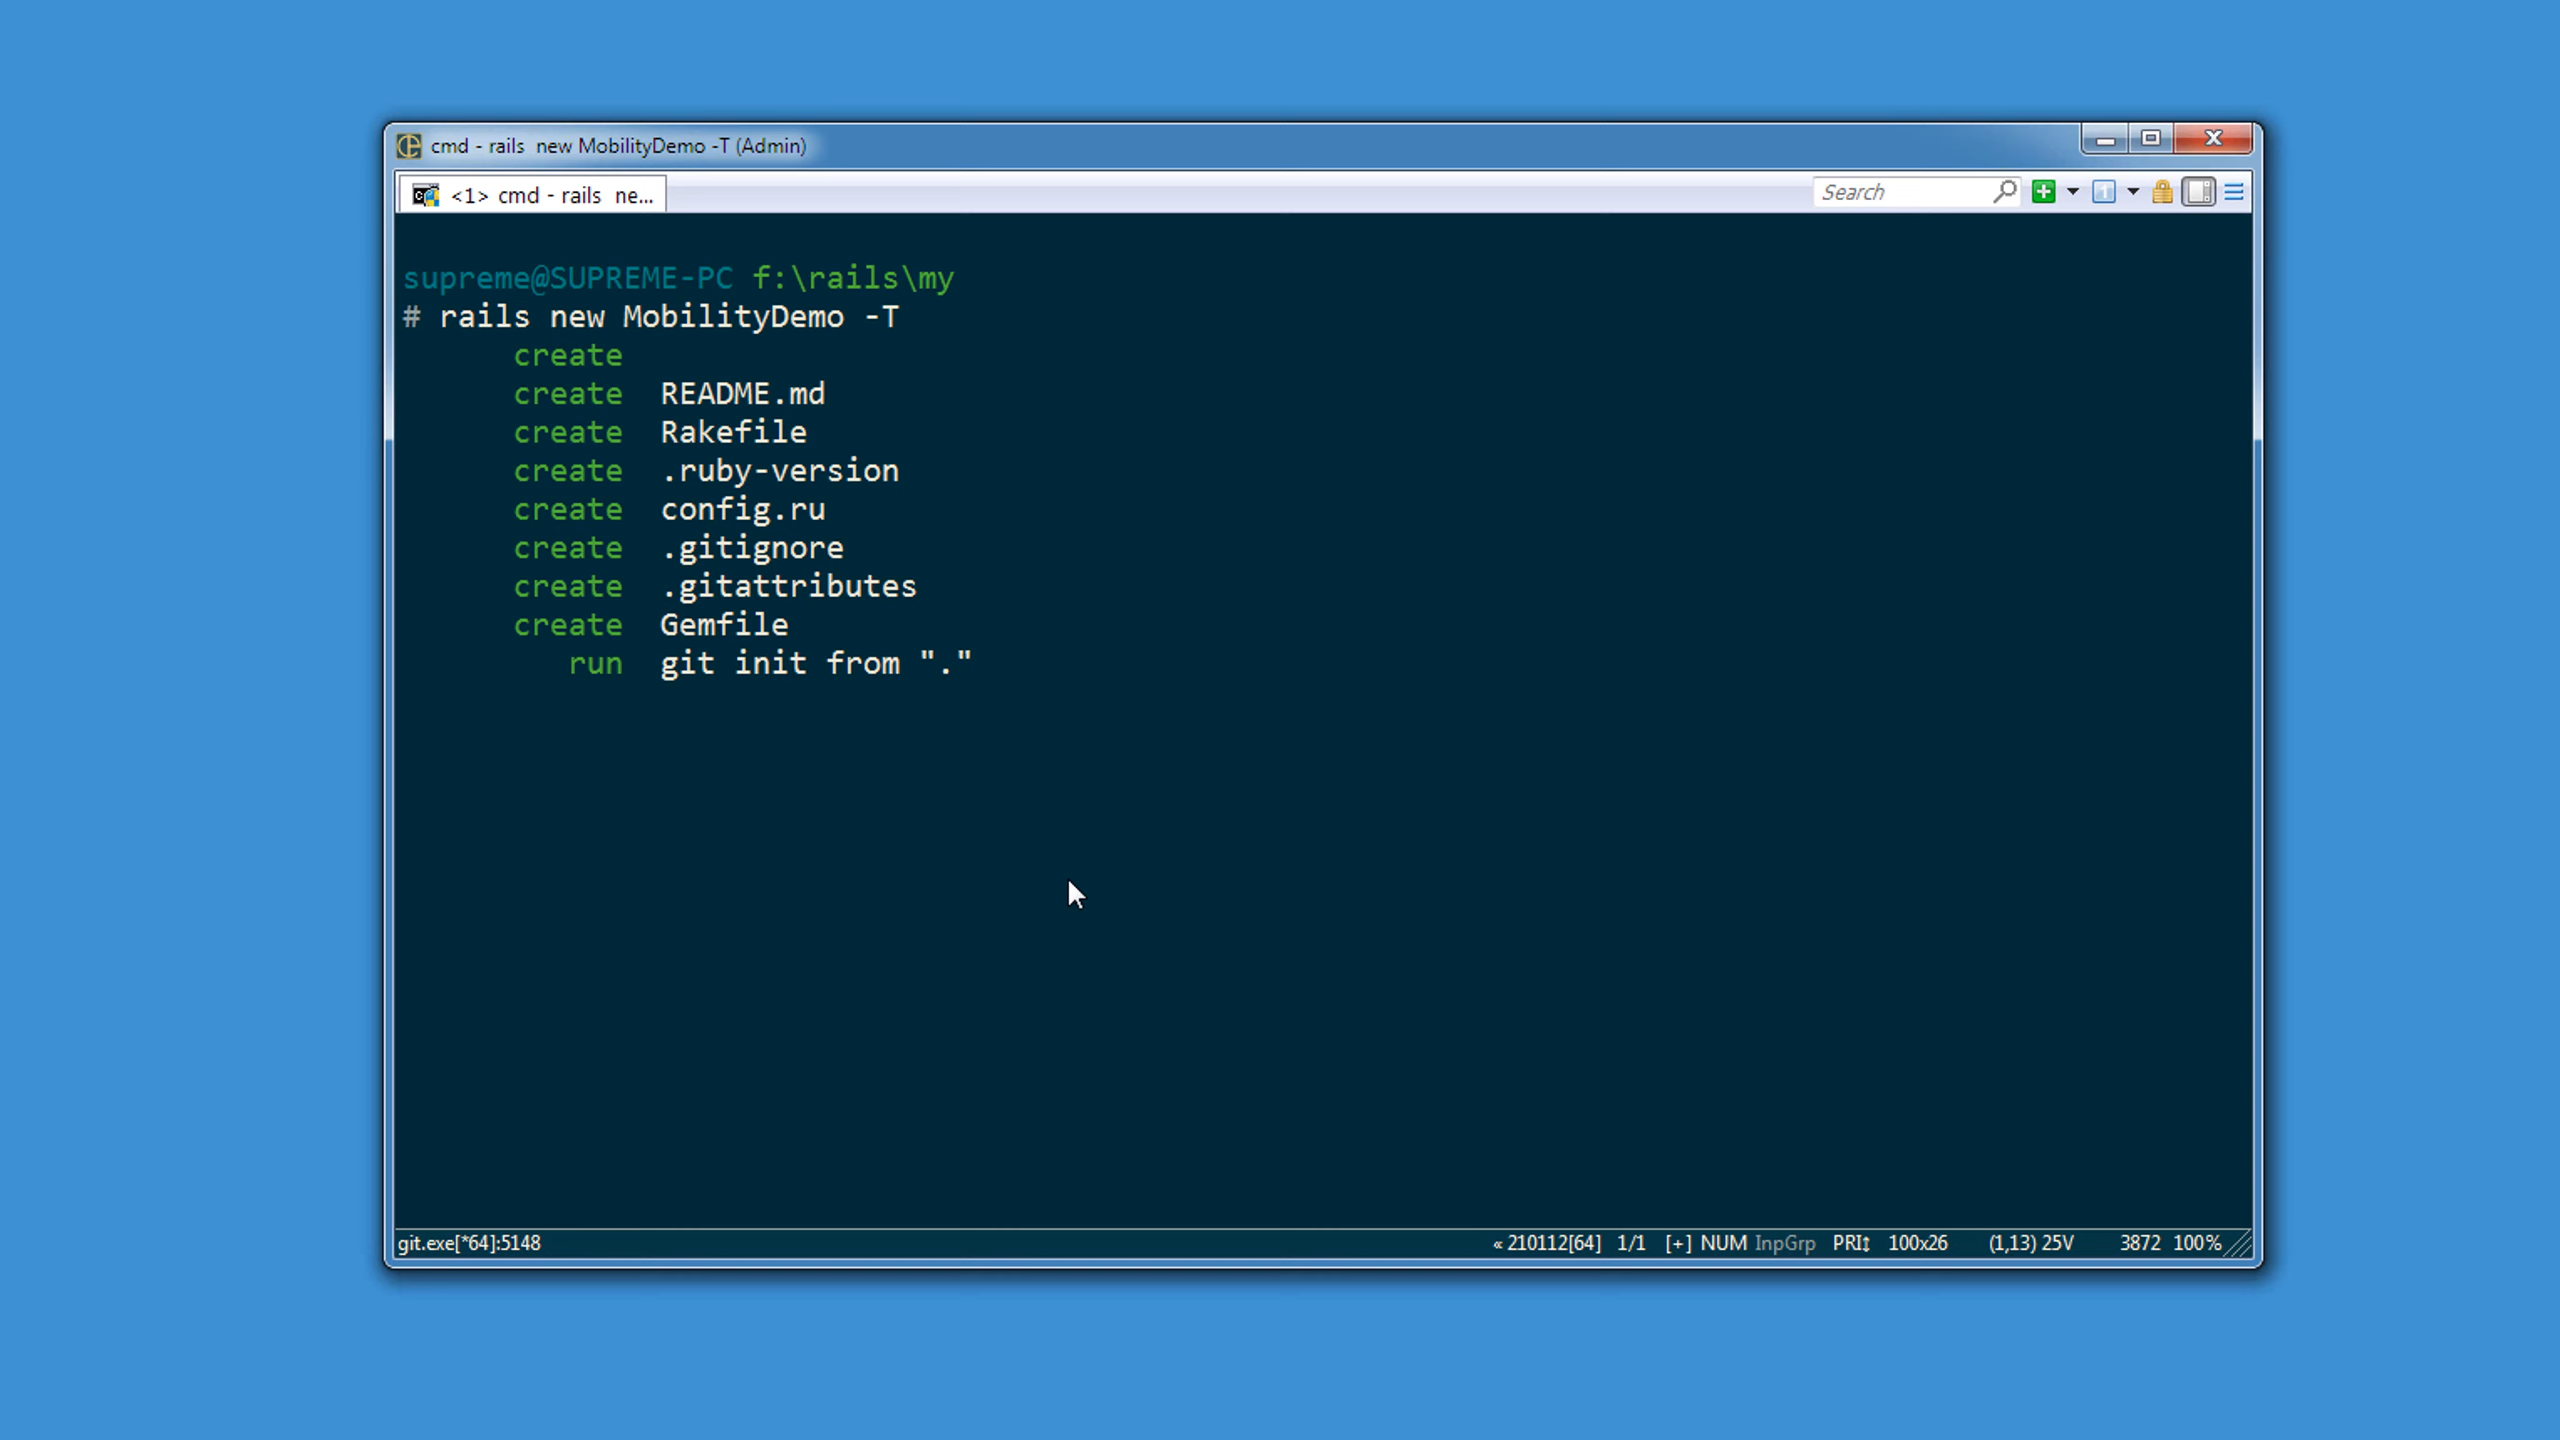 cmd - rails  new MobilityDemo -T (Admin)
<1> cmd - rails  ne...
Search
supreme@SUPREME-PC f:\rails\my
# rails new MobilityDemo -T
create
create  README.md
create  Rakefile
create  .ruby-version
create  config.ru
create  .gitignore
create  .gitattributes
create  Gemfile
run  git init from "."
git.exe[*64]:5148
« 210112[64]  1/1  [+] NUM InpGrp  PRI↕  100x26  (1,13) 25V  3872 100%